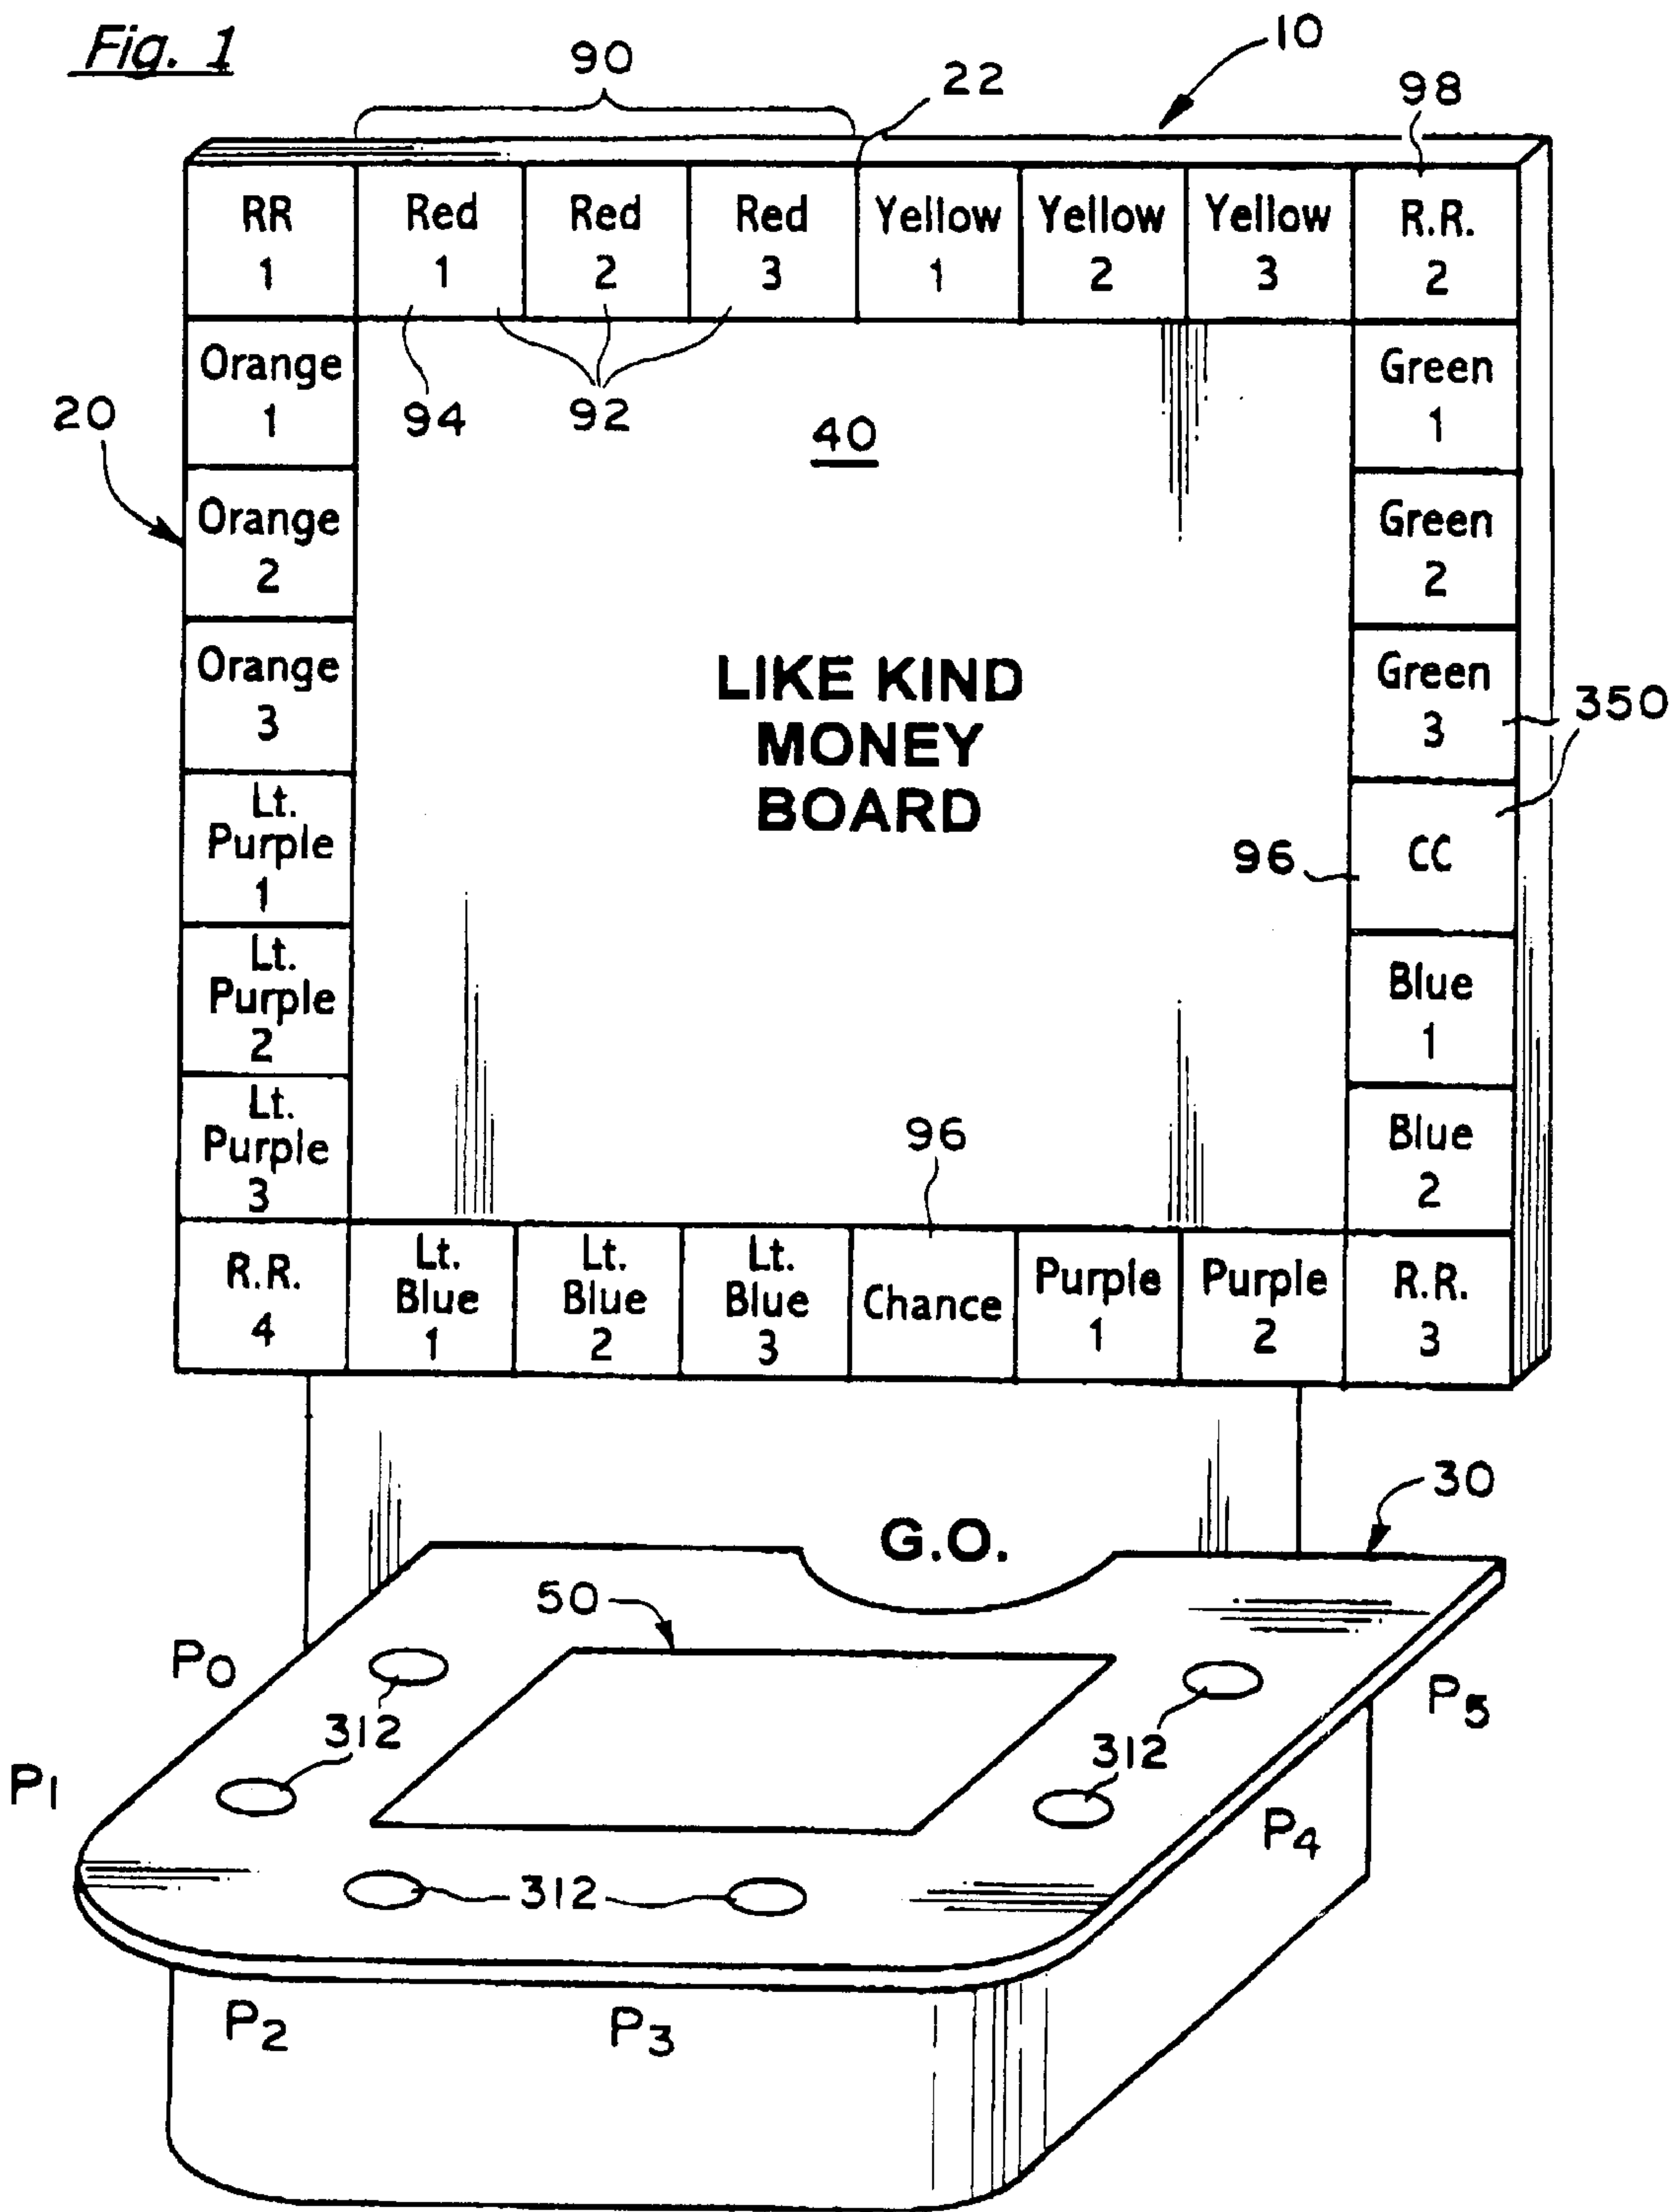 Fig. 1
10
90
22
98
RR 1
Red 1
Red 2
Red 3
Yellow 1
Yellow 2
Yellow 3
R.R. 2
94
92
40
20
Orange 1
Green 1
Orange 2
Green 2
Orange 3
Green 3
350
LIKE KIND
MONEY
BOARD
Lt. Purple 1
96
CC
Lt. Purple 2
Blue 1
Lt. Purple 3
96
Blue 2
R.R. 4
Lt. Blue 1
Lt. Blue 2
Lt. Blue 3
Chance
Purple 1
Purple 2
R.R. 3
30
G.O.
50
P0
P5
312
312
P1
P4
312
P2
P3